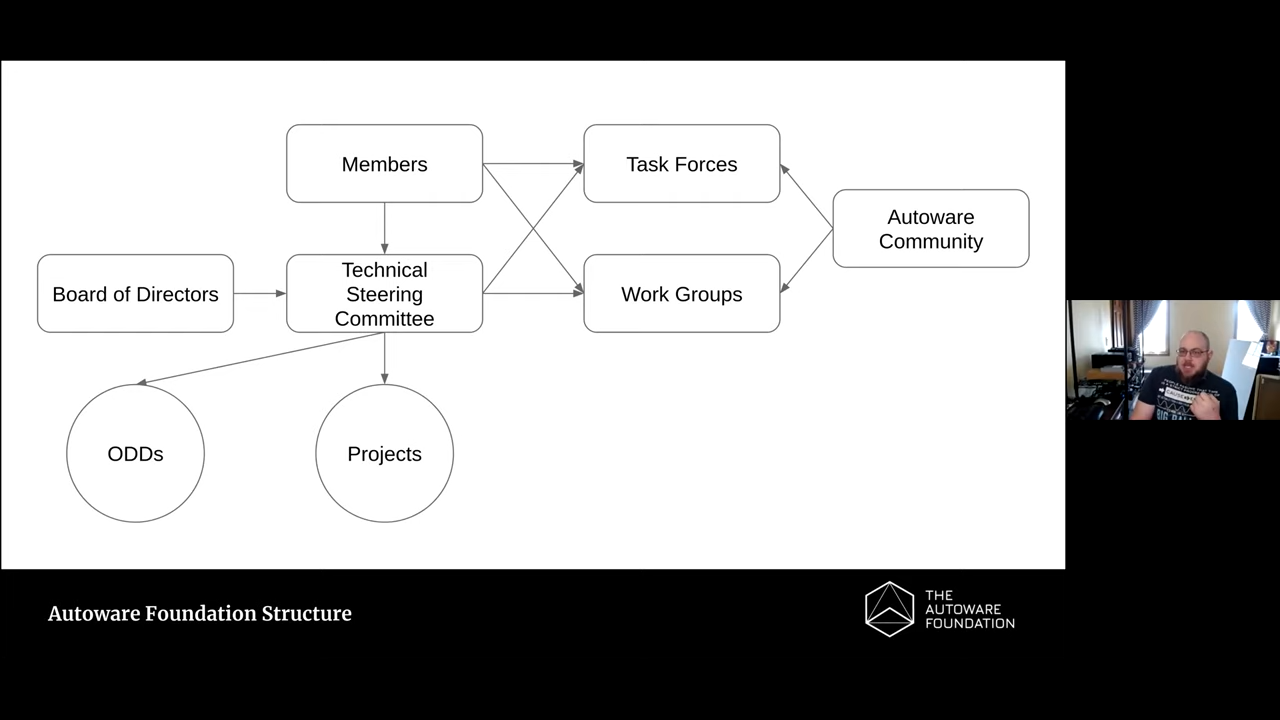 Members
Task Forces
Autoware
Community
Board of Directors
Technical
Steering
Committee
Work Groups
ODDs
Projects
Autoware Foundation Structure
THE
AUTOWARE
FOUNDATION